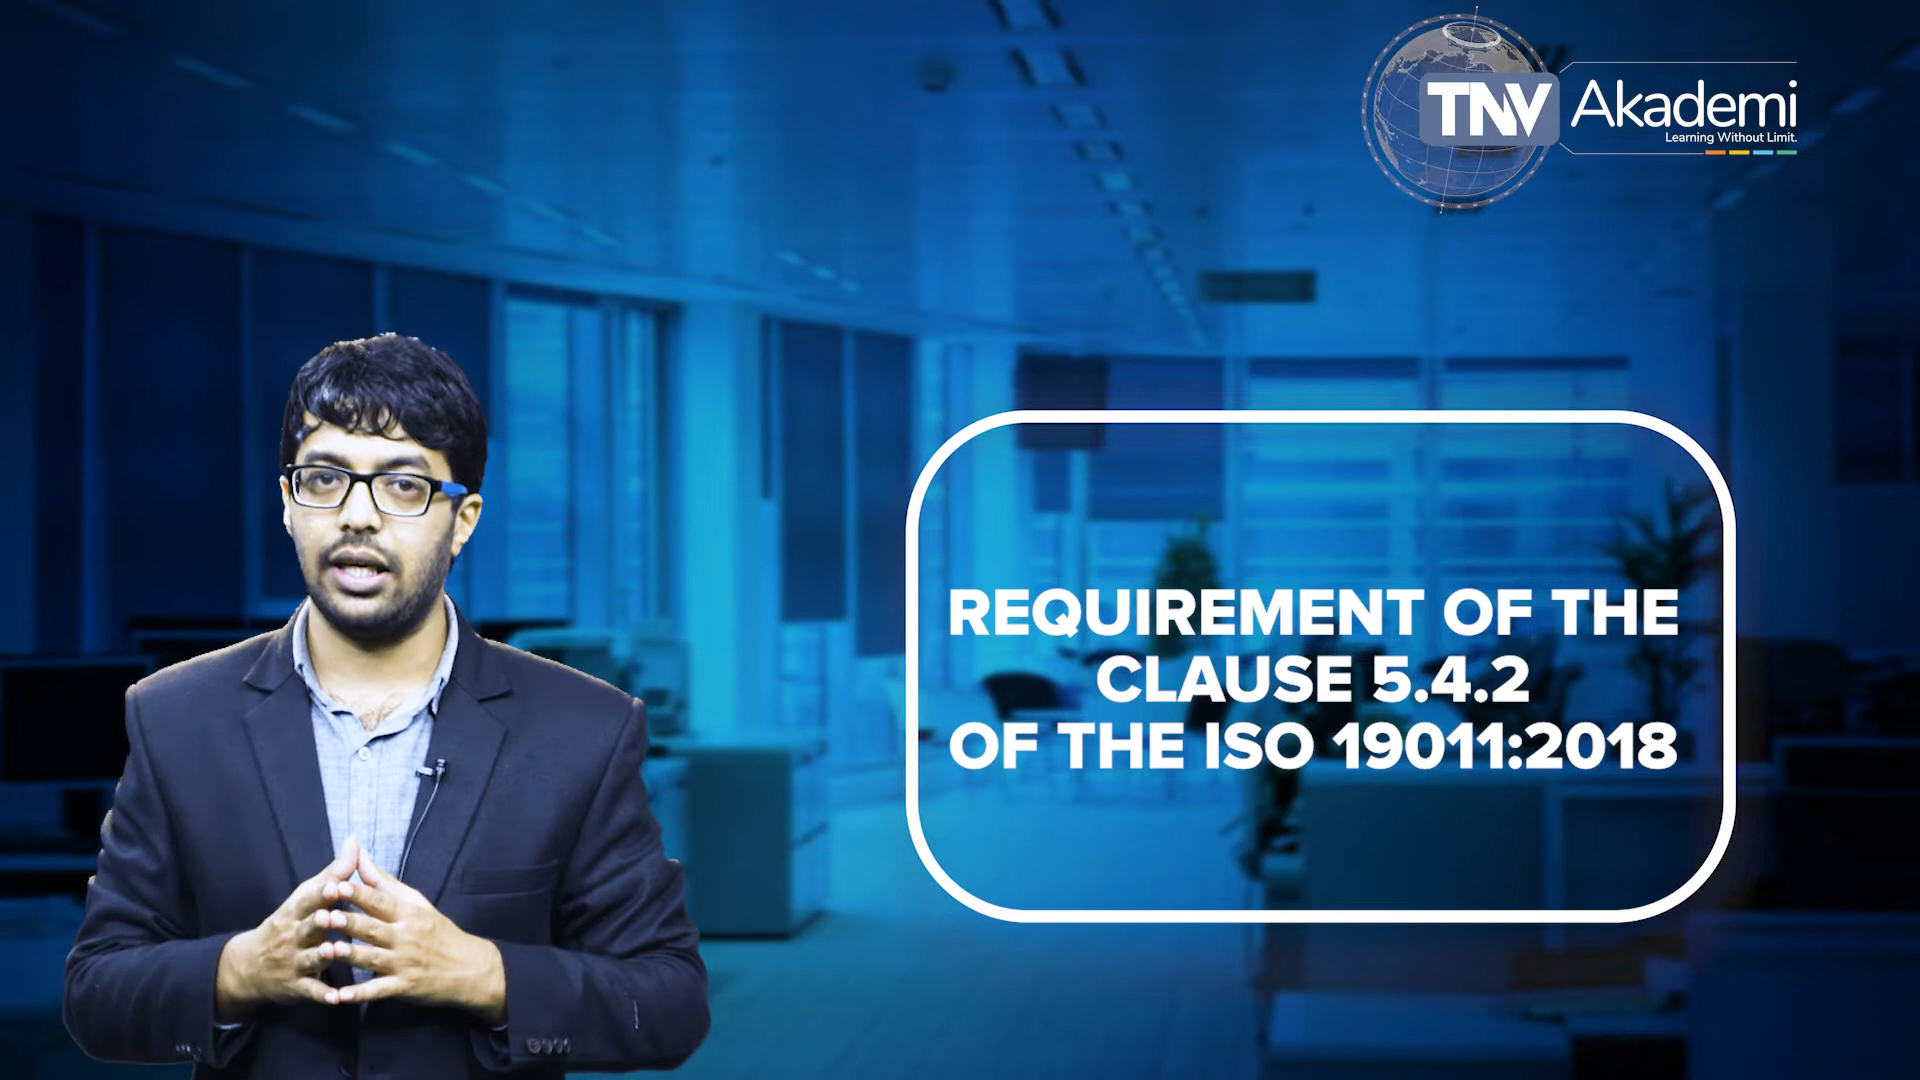 TNV Akademi
Learning Without Limit.
REQUIREMENT OF THE
CLAUSE 5.4.2
OF THE ISO 19011:2018